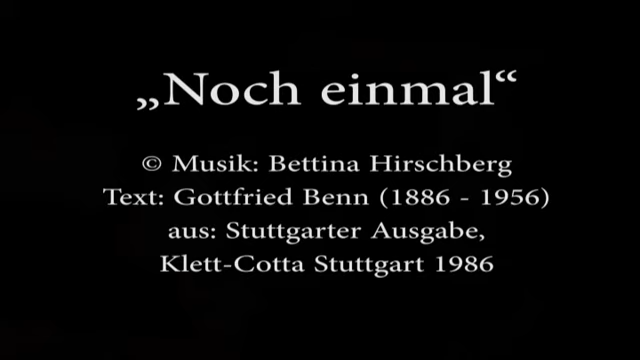 „Noch einmal“
© Musik: Bettina Hirschberg
Text: Gottfried Benn (1886 - 1956)
aus: Stuttgarter Ausgabe,
Klett-Cotta Stuttgart 1986